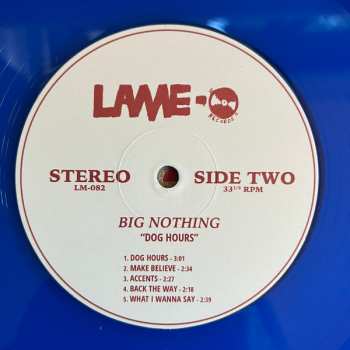 LAME-O
RECORDS
STEREO
LM-082
SIDE TWO
33 1/3 RPM
BIG NOTHING
"DOG HOURS"
1. DOG HOURS - 3:01
2. MAKE BELIEVE - 2:34
3. ACCENTS - 2:27
4. BACK THE WAY - 2:18
5. WHAT I WANNA SAY - 2:39